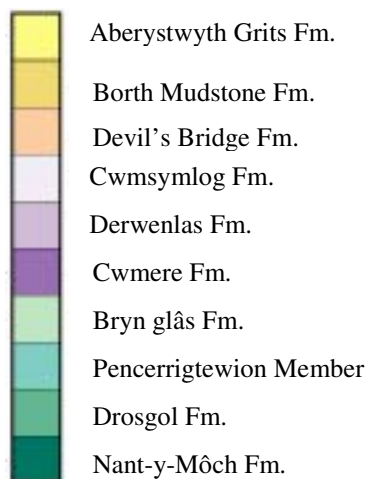 Aberystwyth Grits Fm.
Borth Mudstone Fm.
Devil's Bridge Fm.
Cwmsymlog Fm.
Derwenlas Fm.
Cwmere Fm.
Bryn glâs Fm.
Pencerrigtewion Member
Drosgol Fm.
Nant-y-Môch Fm.